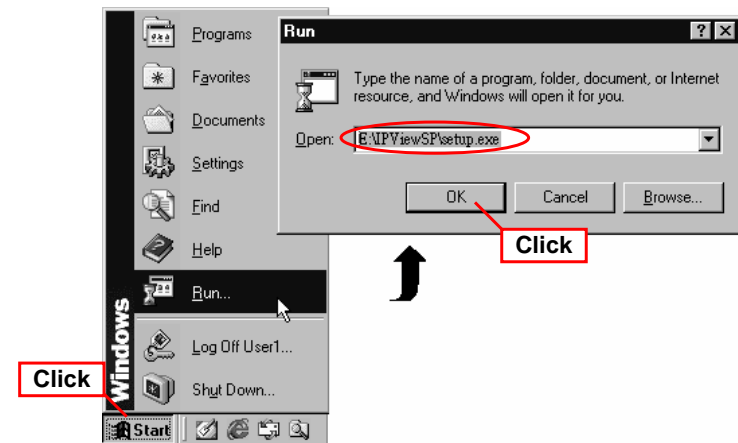 Programs
Favorites
Documents
Settings
Find
Help
Run...
Log Off User1...
Shut Down...
Windows
Start
Click
Run
Type the name of a program, folder, document, or Internet
resource, and Windows will open it for you.
Open: E:\IPViewSP\setup.exe
OK Cancel Browse...
Click